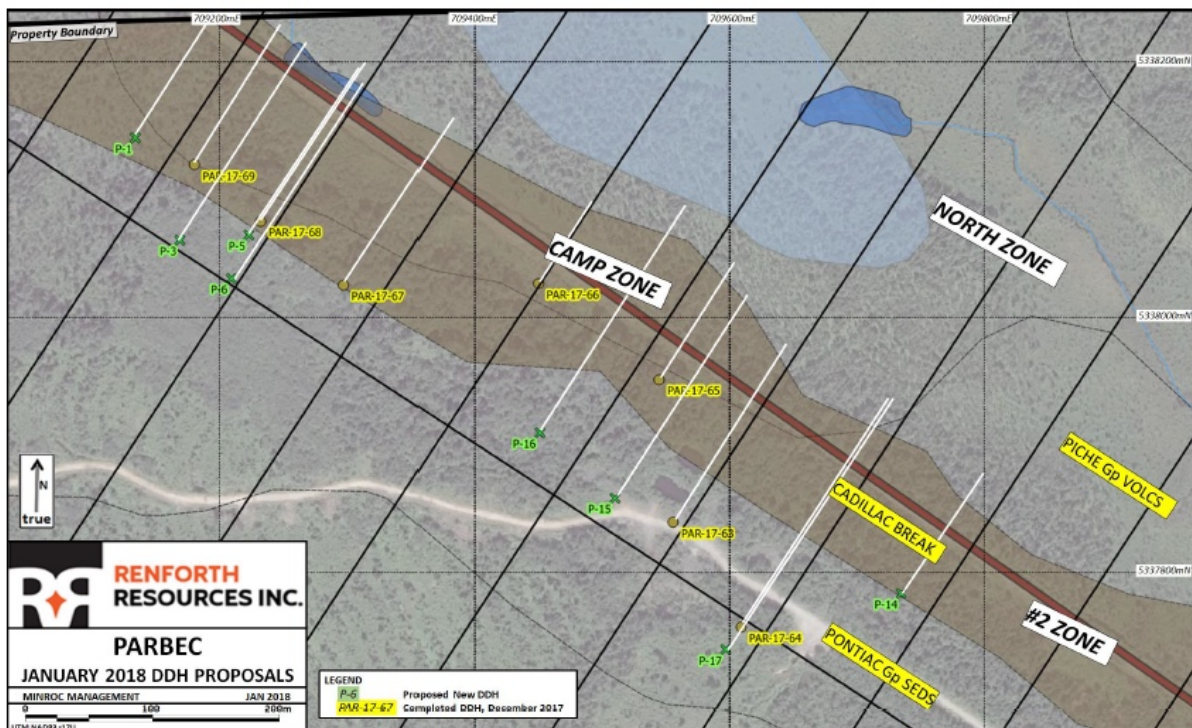 709200mE
709400mE
709600mE
709800mE
Property Boundary
5338200mN
P-1
PAR-17-69
PAR-17-68
P-3
P-5
P-6
PAR-17-67
CAMP ZONE
PAR-17-66
NORTH ZONE
5338000mN
PAR-17-65
P-16
P-15
PAR-17-63
CADILLAC BREAK
PICHE Gp VOLCS
N
true
5337800mN
P-14
PAR-17-64
P-17
PONTIAC Gp SEDS
#2 ZONE
RENFORTH
RESOURCES INC.
PARBEC
JANUARY 2018 DDH PROPOSALS
MINROC MANAGEMENT JAN 2018
0 100 200m
LEGEND
P-6 Proposed New DDH
PAR-17-67 Completed DDH, December 2017